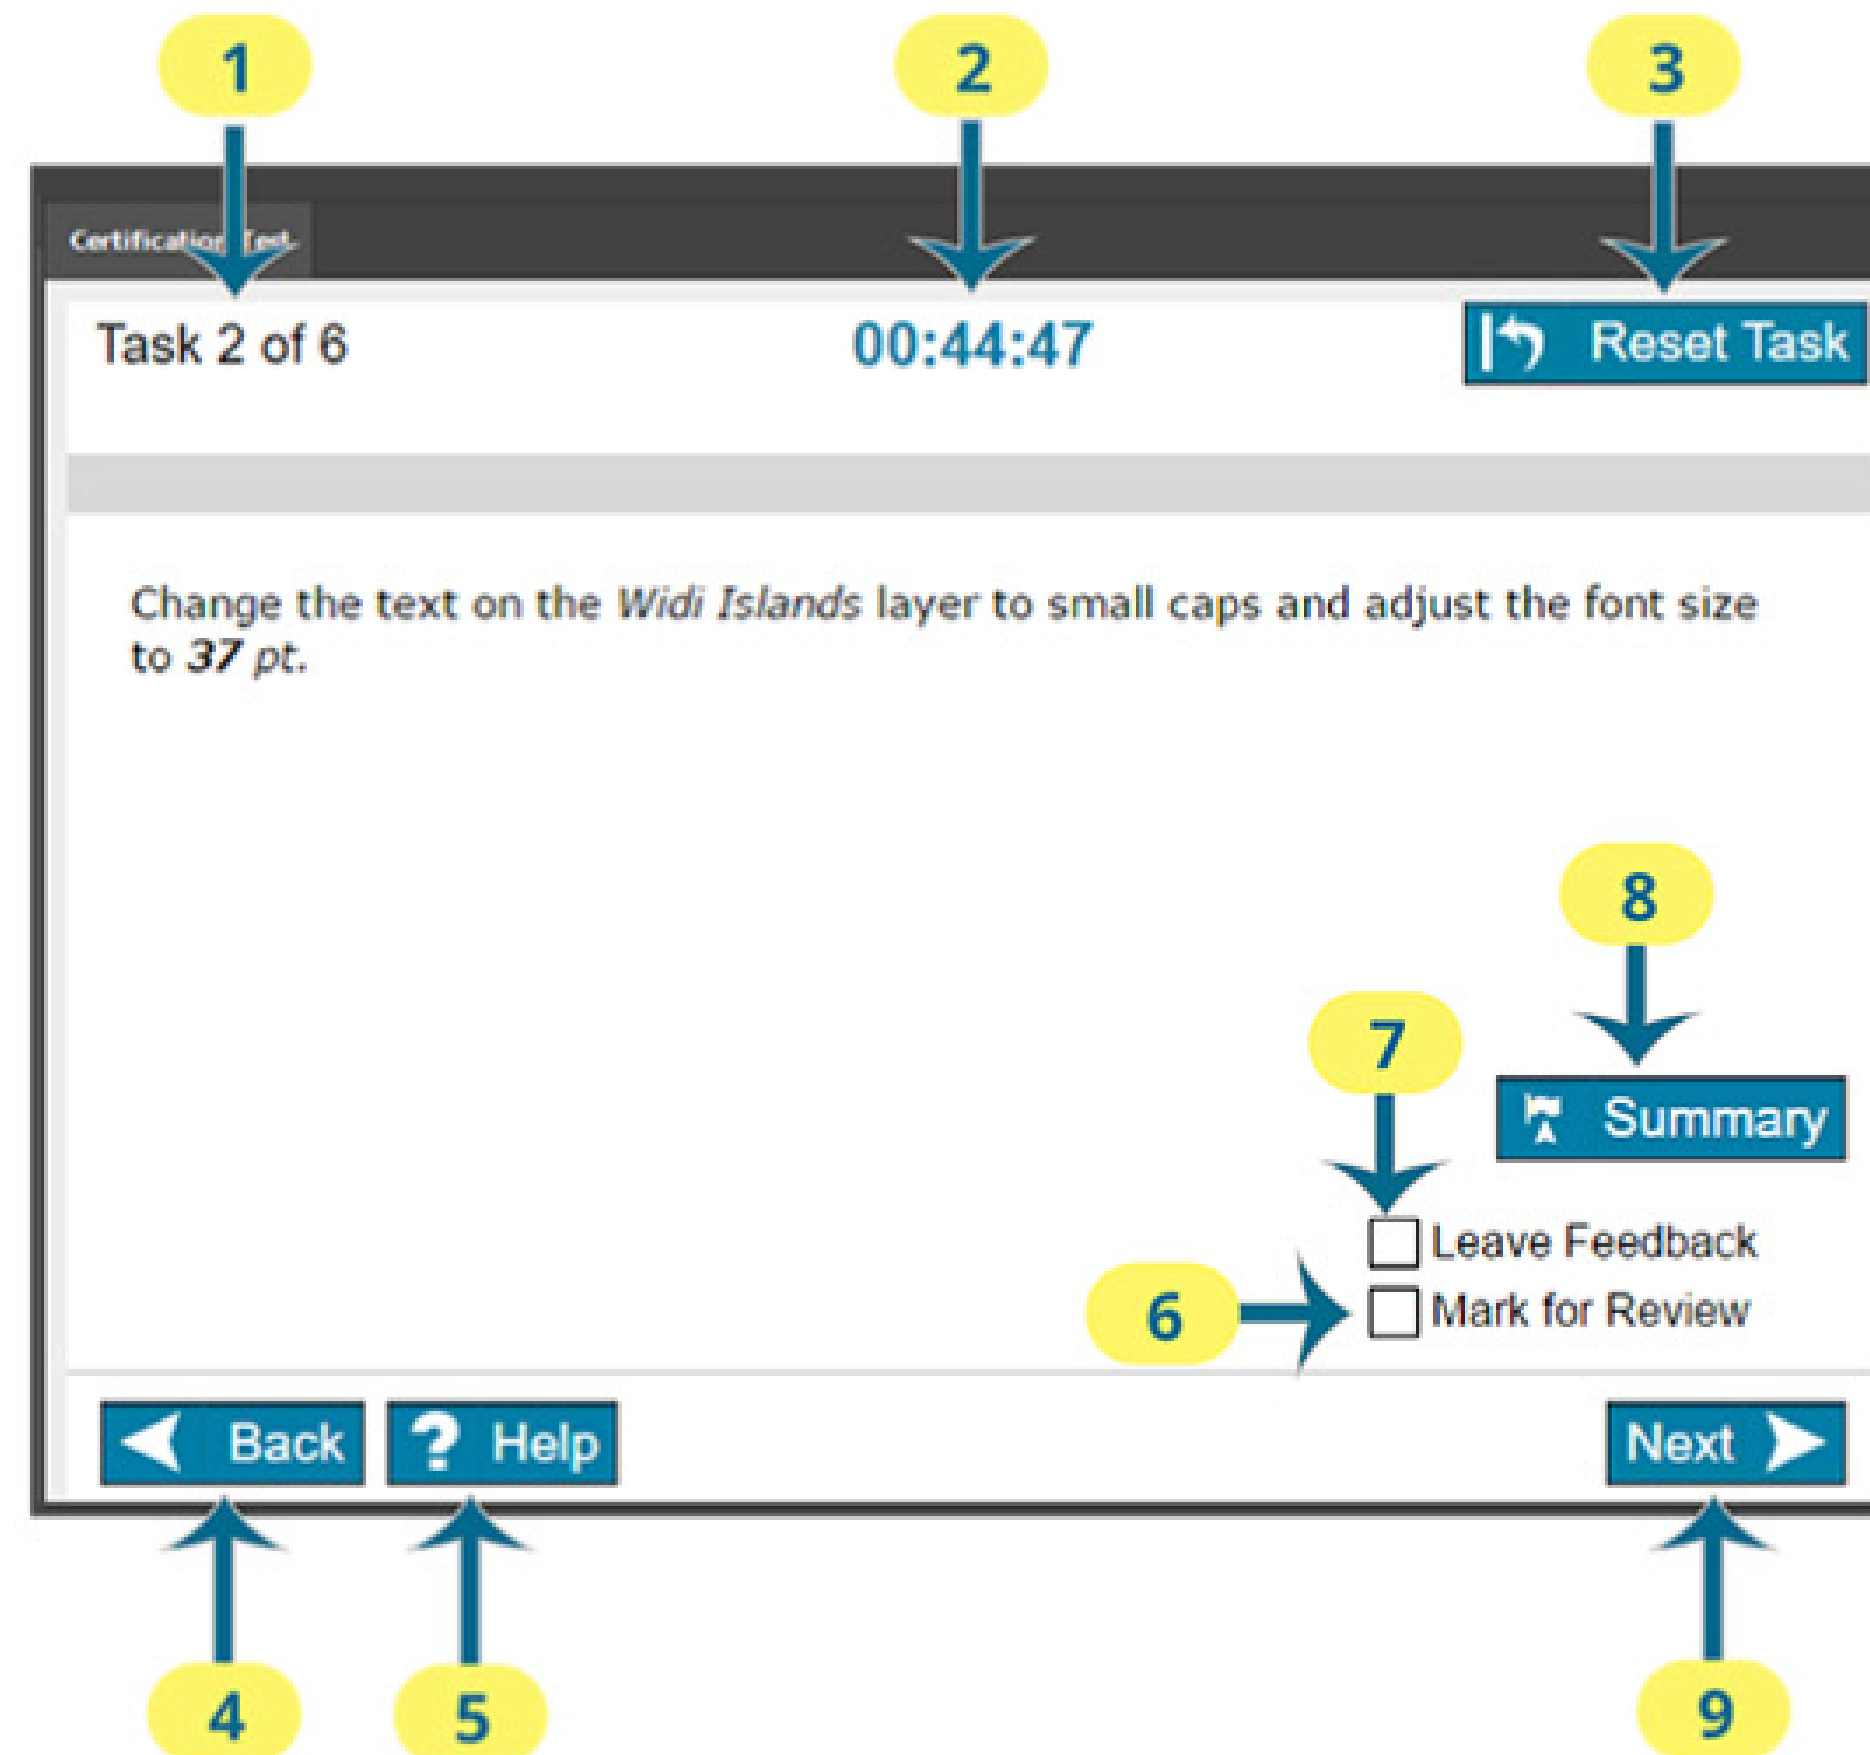 1
2
3
Certification Test
Task 2 of 6
00:44:47
Reset Task
Change the text on the Widi Islands layer to small caps and adjust the font size
to 37 pt.
8
7
Summary
Leave Feedback
6
Mark for Review
Back
Help
Next
4
5
9